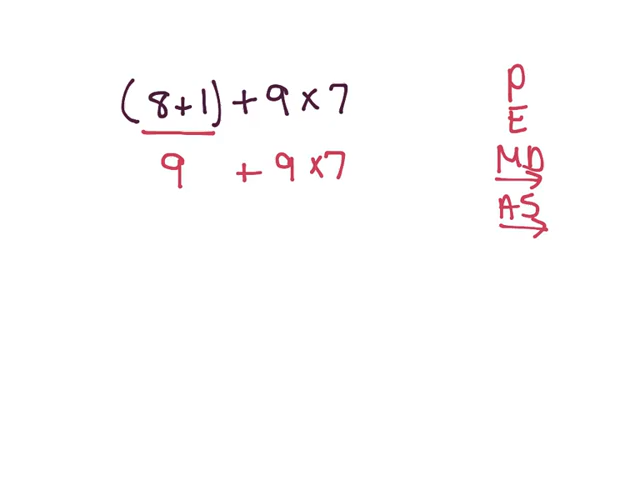 (8+1) + 9 × 7
9 + 9 × 7
P
E
MD
AS